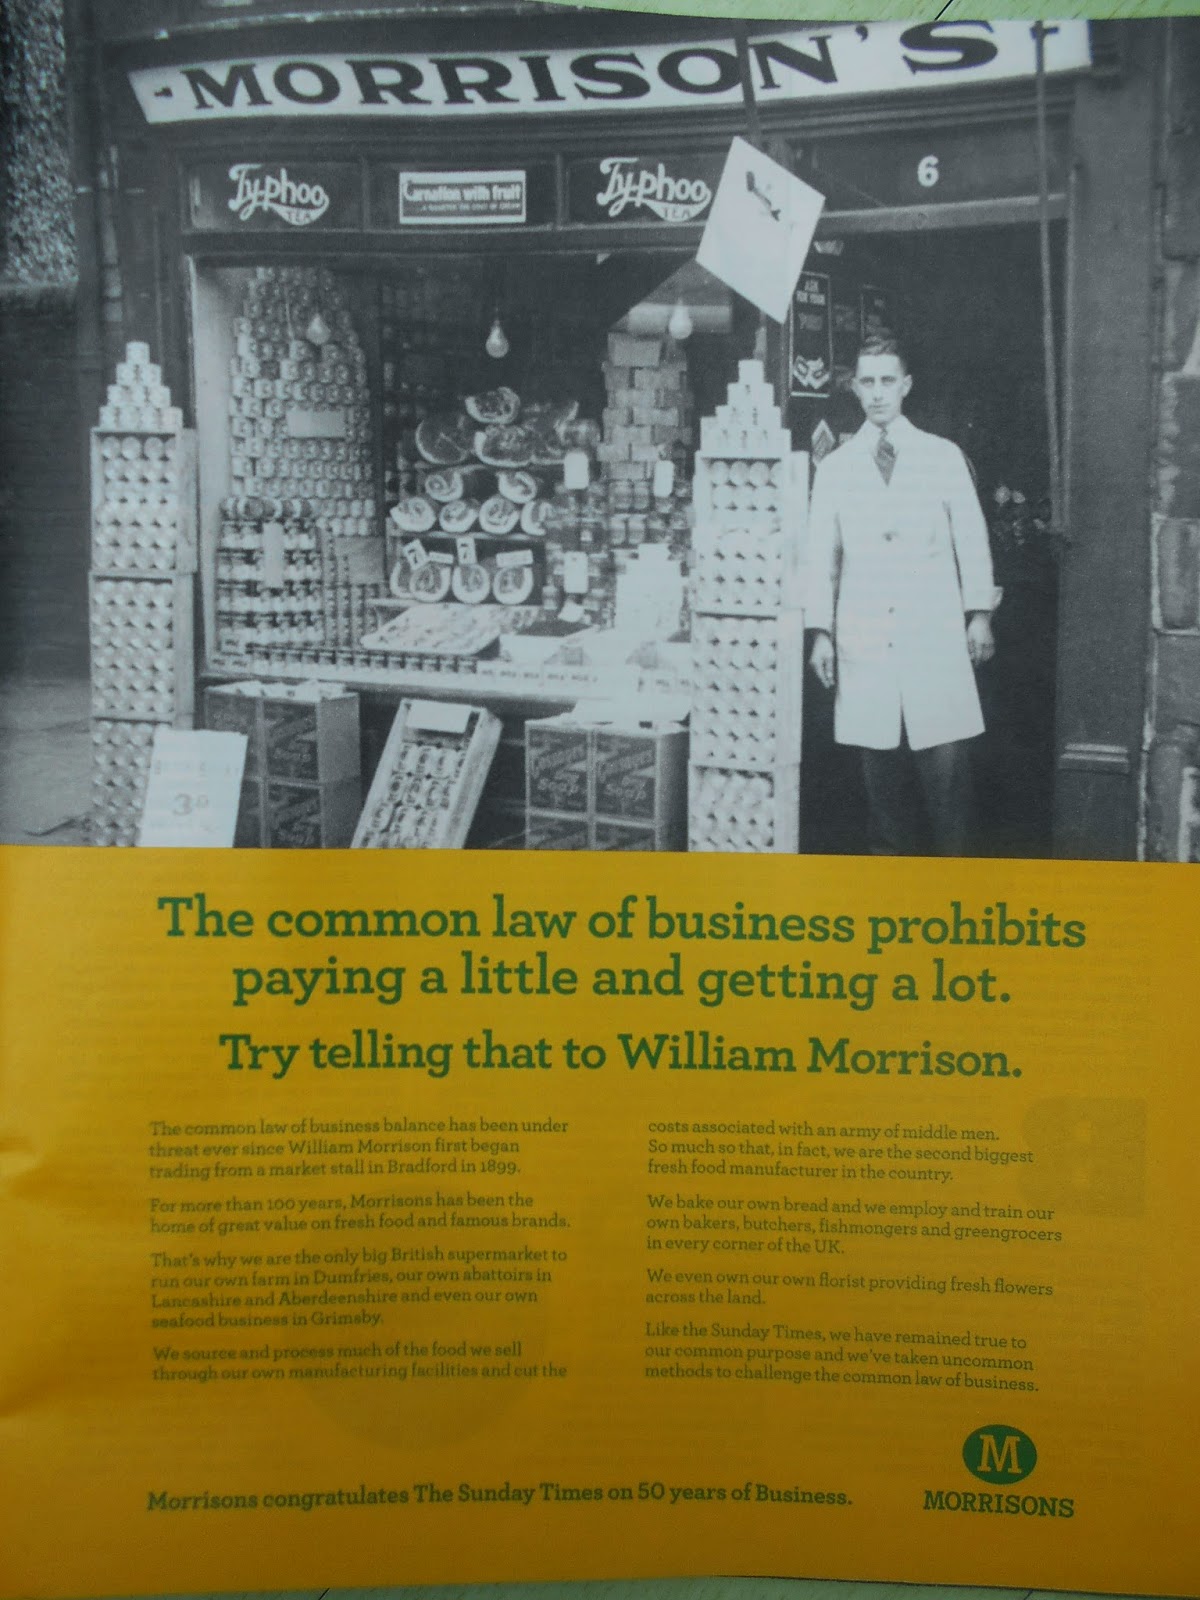 MORRISON'S
Ty-phoo TEA
Carnation with fruit
Ty-phoo TEA
6
ASK FOR YOUR
3D
Soap
Soap
The common law of business prohibits
paying a little and getting a lot.
Try telling that to William Morrison.
The common law of business balance has been under
threat ever since William Morrison first began
trading from a market stall in Bradford in 1899.
For more than 100 years, Morrisons has been the
home of great value on fresh food and famous brands.
That's why we are the only big British supermarket to
run our own farm in Dumfries, our own abattoirs in
Lancashire and Aberdeenshire and even our own
seafood business in Grimsby.
We source and process much of the food we sell
through our own manufacturing facilities and cut the
costs associated with an army of middle men.
So much so that, in fact, we are the second biggest
fresh food manufacturer in the country.
We bake our own bread and we employ and train our
own bakers, butchers, fishmongers and greengrocers
in every corner of the UK.
We even own our own florist providing fresh flowers
across the land.
Like the Sunday Times, we have remained true to
our common purpose and we've taken uncommon
methods to challenge the common law of business.
Morrisons congratulates The Sunday Times on 50 years of Business.
M
MORRISONS